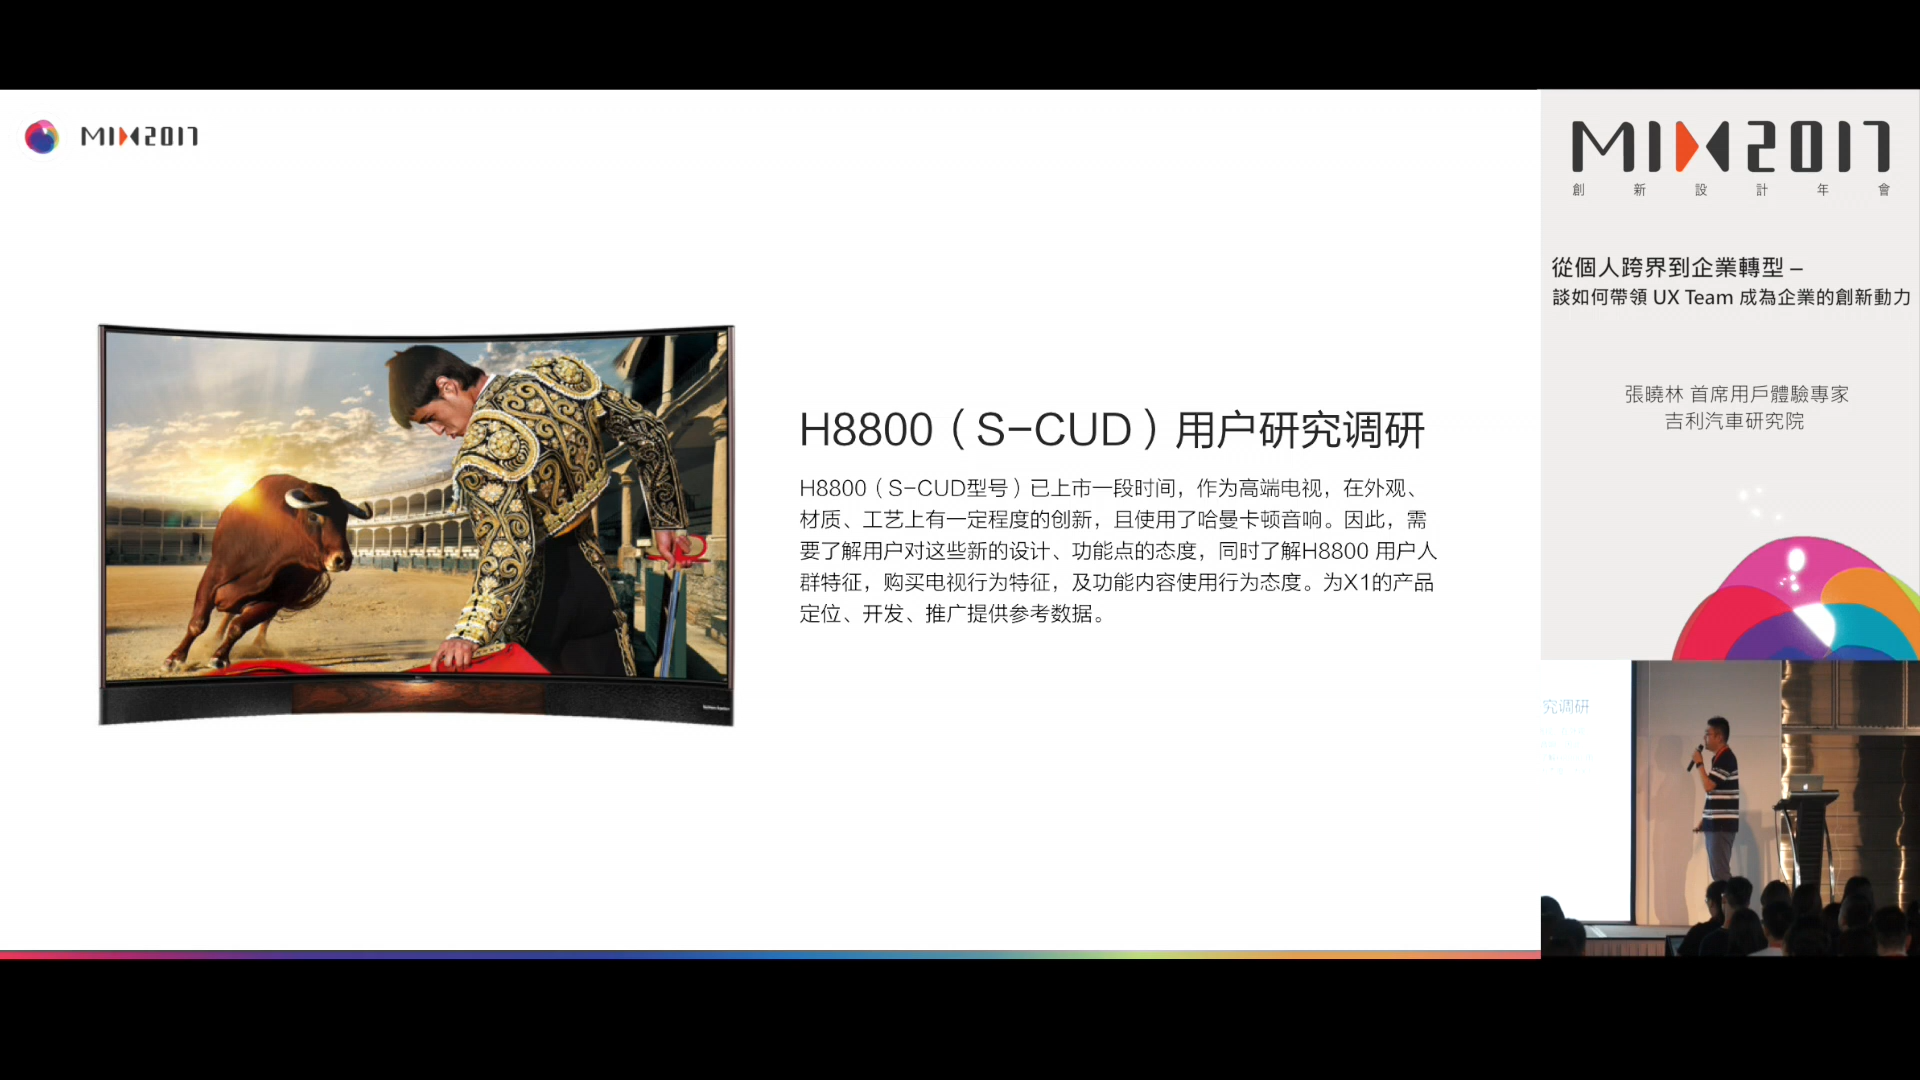 MIX2017
H8800（S-CUD）用户研究调研
H8800（S-CUD型号）已上市一段时间，作为高端电视，在外观、
材质、工艺上有一定程度的创新，且使用了哈曼卡顿音响。因此，需
要了解用户对这些新的设计、功能点的态度，同时了解H8800 用户人
群特征，购买电视行为特征，及功能内容使用行为态度。为X1的产品
定位、开发、推广提供参考数据。
MIX2017
創新設計年會
從個人跨界到企業轉型 –
談如何帶領 UX Team 成為企業的創新動力
張曉林 首席用戶體驗專家
吉利汽車研究院
究调研